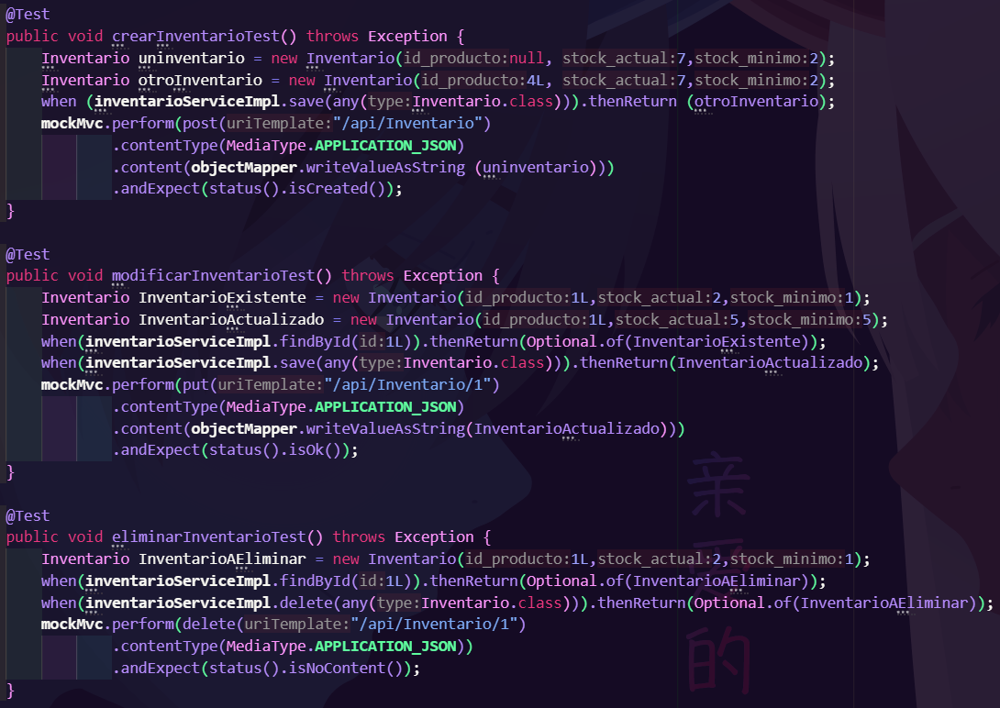 @Test
public void crearInventarioTest() throws Exception {
    Inventario uninventario = new Inventario(id_producto:null, stock_actual:7,stock_minimo:2);
    Inventario otroInventario = new Inventario(id_producto:4L, stock_actual:7,stock_minimo:2);
    when (inventarioServiceImpl.save(any(type:Inventario.class))).thenReturn (otroInventario);
    mockMvc.perform(post(uriTemplate:"/api/Inventario")
            .contentType(MediaType.APPLICATION_JSON)
            .content(objectMapper.writeValueAsString (uninventario)))
            .andExpect(status().isCreated());
}
@Test
public void modificarInventarioTest() throws Exception {
    Inventario InventarioExistente = new Inventario(id_producto:1L,stock_actual:2,stock_minimo:1);
    Inventario InventarioActualizado = new Inventario(id_producto:1L,stock_actual:5,stock_minimo:5);
    when(inventarioServiceImpl.findById(id:1L)).thenReturn(Optional.of(InventarioExistente));
    when(inventarioServiceImpl.save(any(type:Inventario.class))).thenReturn(InventarioActualizado);
    mockMvc.perform(put(uriTemplate:"/api/Inventario/1")
            .contentType(MediaType.APPLICATION_JSON)
            .content(objectMapper.writeValueAsString(InventarioActualizado)))
            .andExpect(status().isOk());
}
@Test
public void eliminarInventarioTest() throws Exception {
    Inventario InventarioAEliminar = new Inventario(id_producto:1L,stock_actual:2,stock_minimo:1);
    when(inventarioServiceImpl.findById(id:1L)).thenReturn(Optional.of(InventarioAEliminar));
    when(inventarioServiceImpl.delete(any(type:Inventario.class))).thenReturn(Optional.of(InventarioAEliminar));
    mockMvc.perform(delete(uriTemplate:"/api/Inventario/1")
            .contentType(MediaType.APPLICATION_JSON))
            .andExpect(status().isNoContent());
}
亲爱的